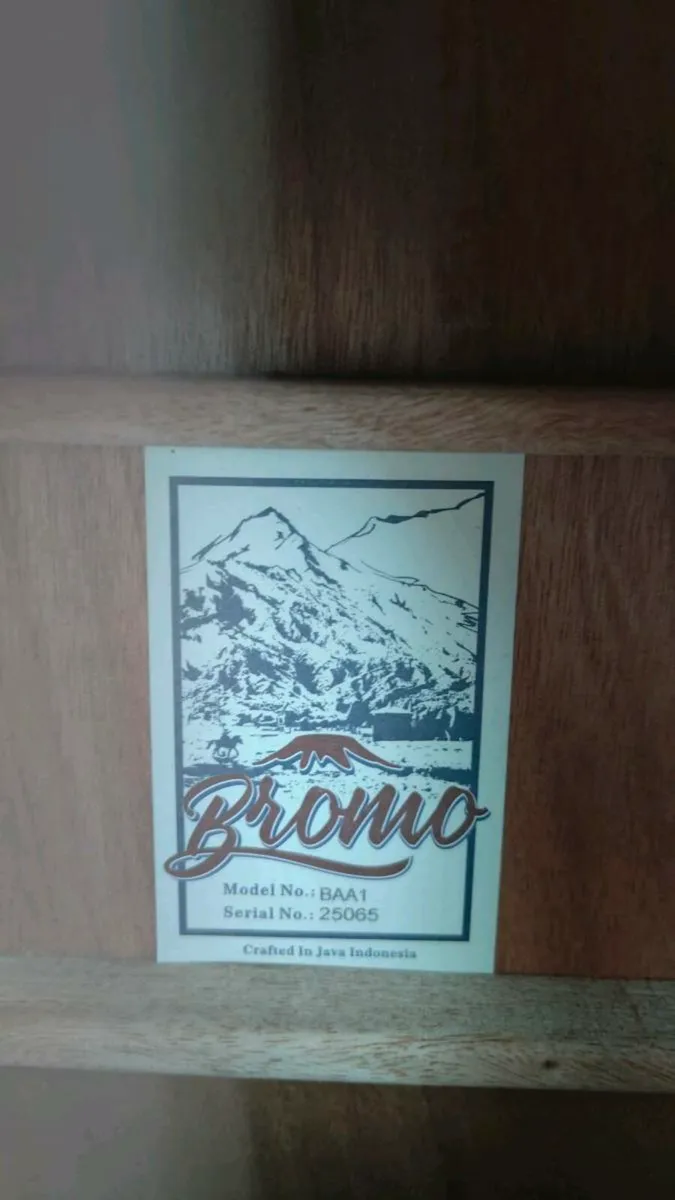 Bromo
Model No.: BAA1
Serial No.: 25065
Crafted In Java Indonesia